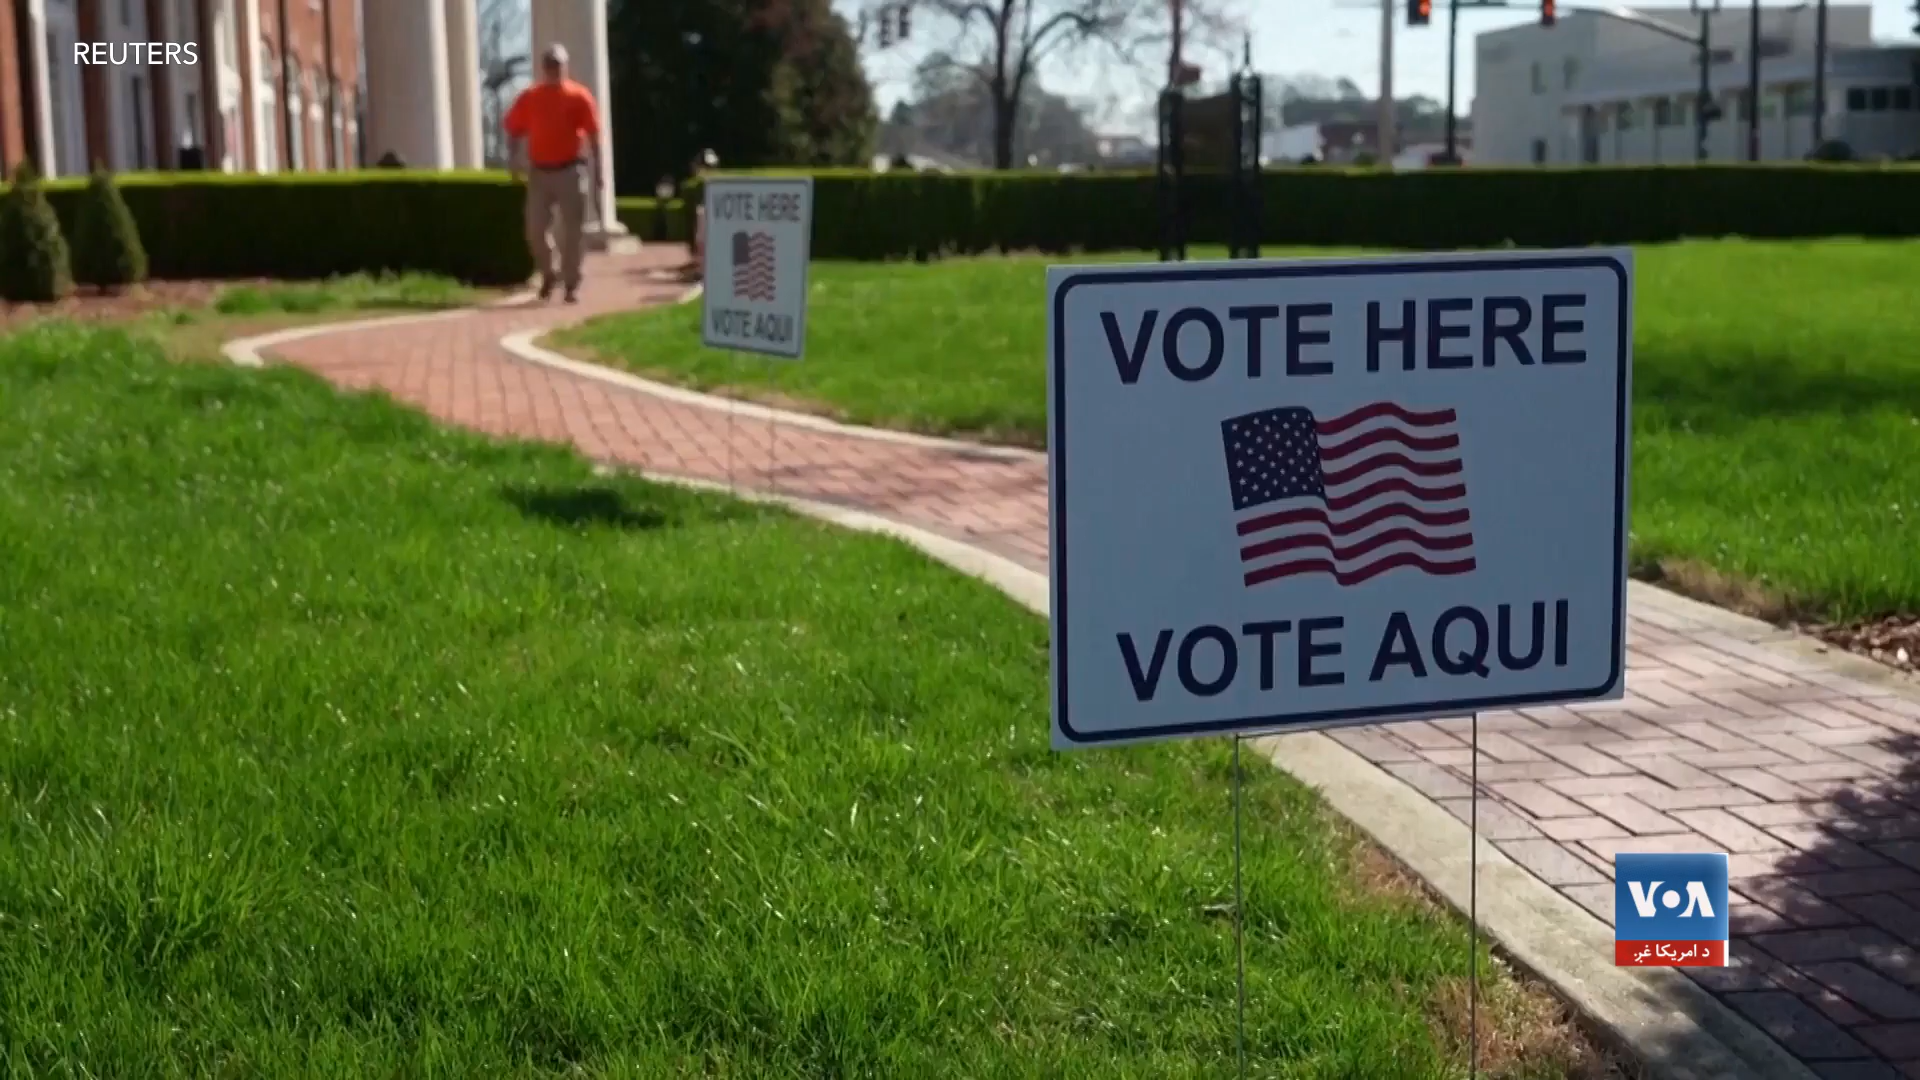 REUTERS
VOTE HERE
VOTE AQUI
VOTE HERE
VOTE AQUI
VOA
د امریکا غږ